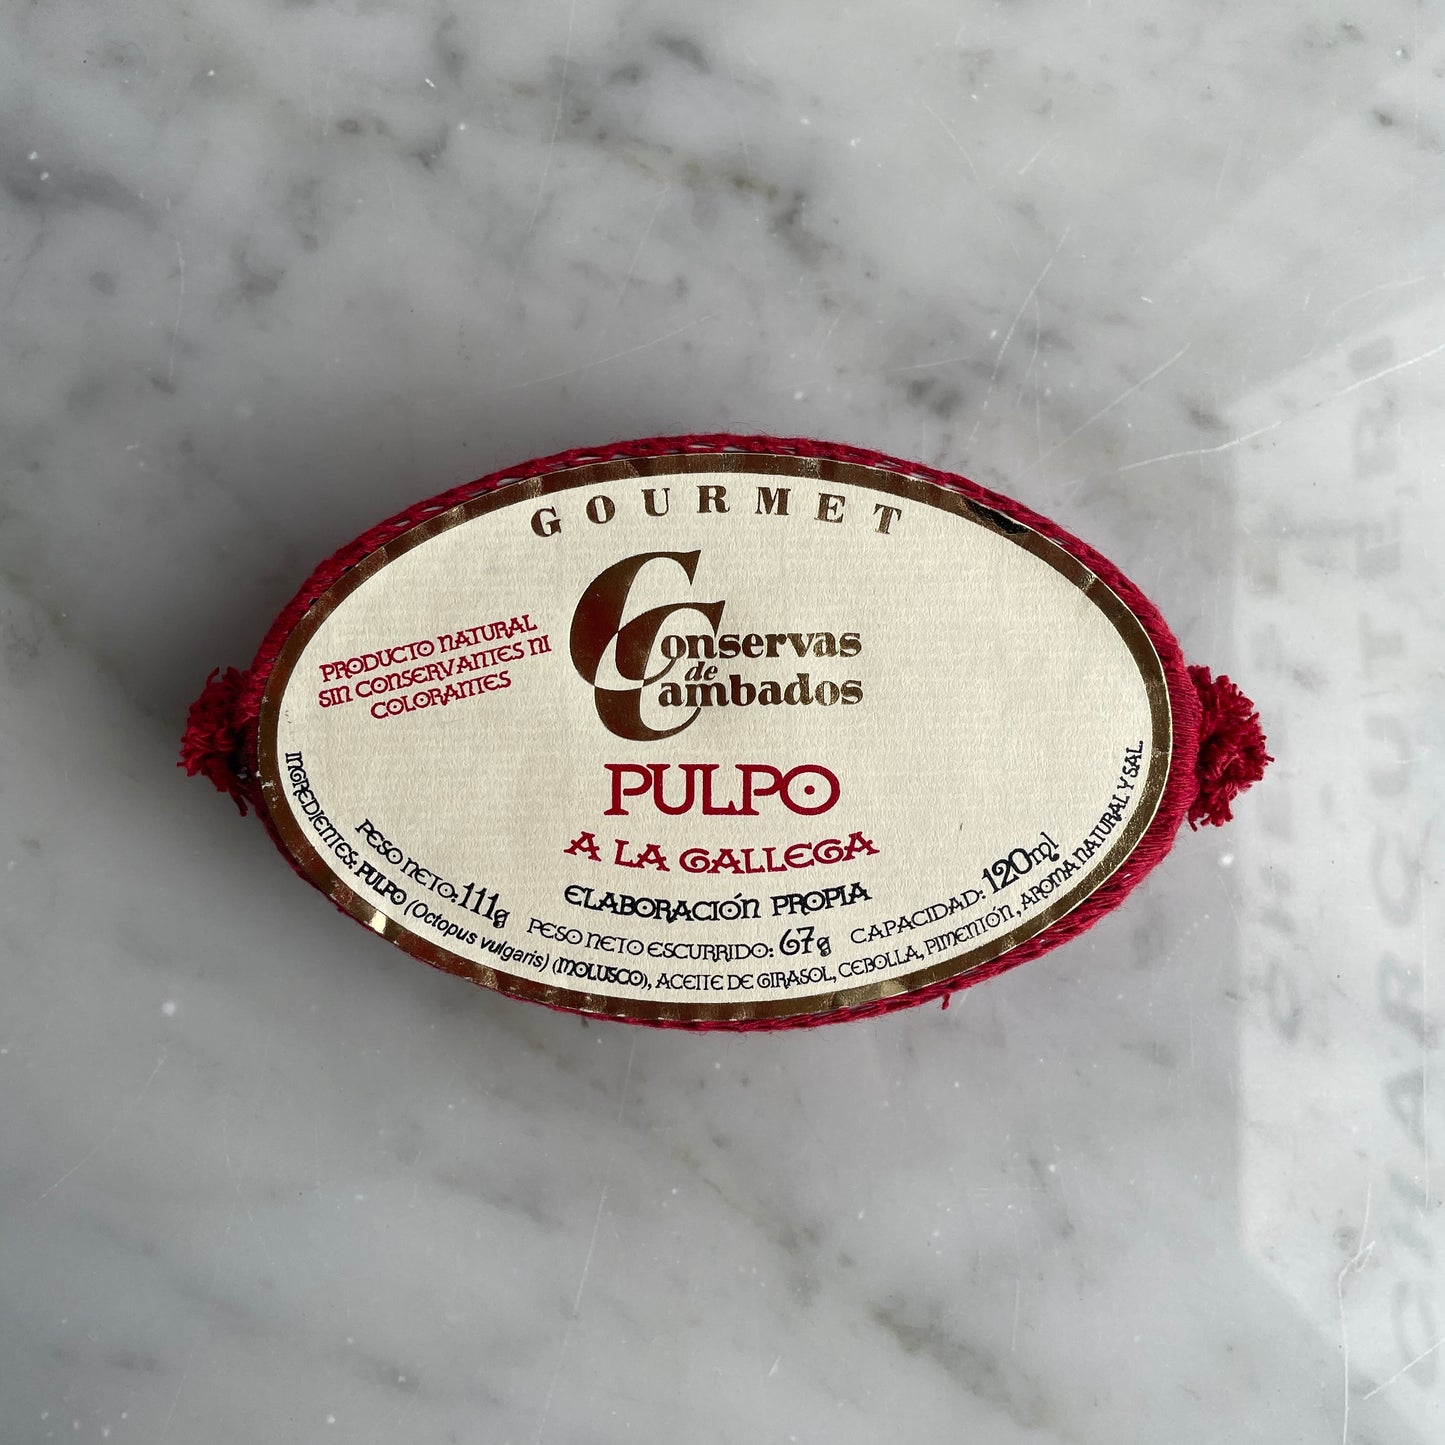 GOURMET
Conservas
de
Cambados
PRODUCTO NATURAL
SIN CONSERVANTES NI
COLORANTES
PULPO
A LA GALLEGA
ELABORACIÓN PROPIA
PESO NETO: 111g
PESO NETO ESCURRIDO: 67g
CAPACIDAD: 120ml
INGREDIENTES: PULPO (Octopus vulgaris) (MOLUSCO), ACEITE DE GIRASOL, CEBOLLA, PIMENTÓN, AROMA NATURAL Y SAL.